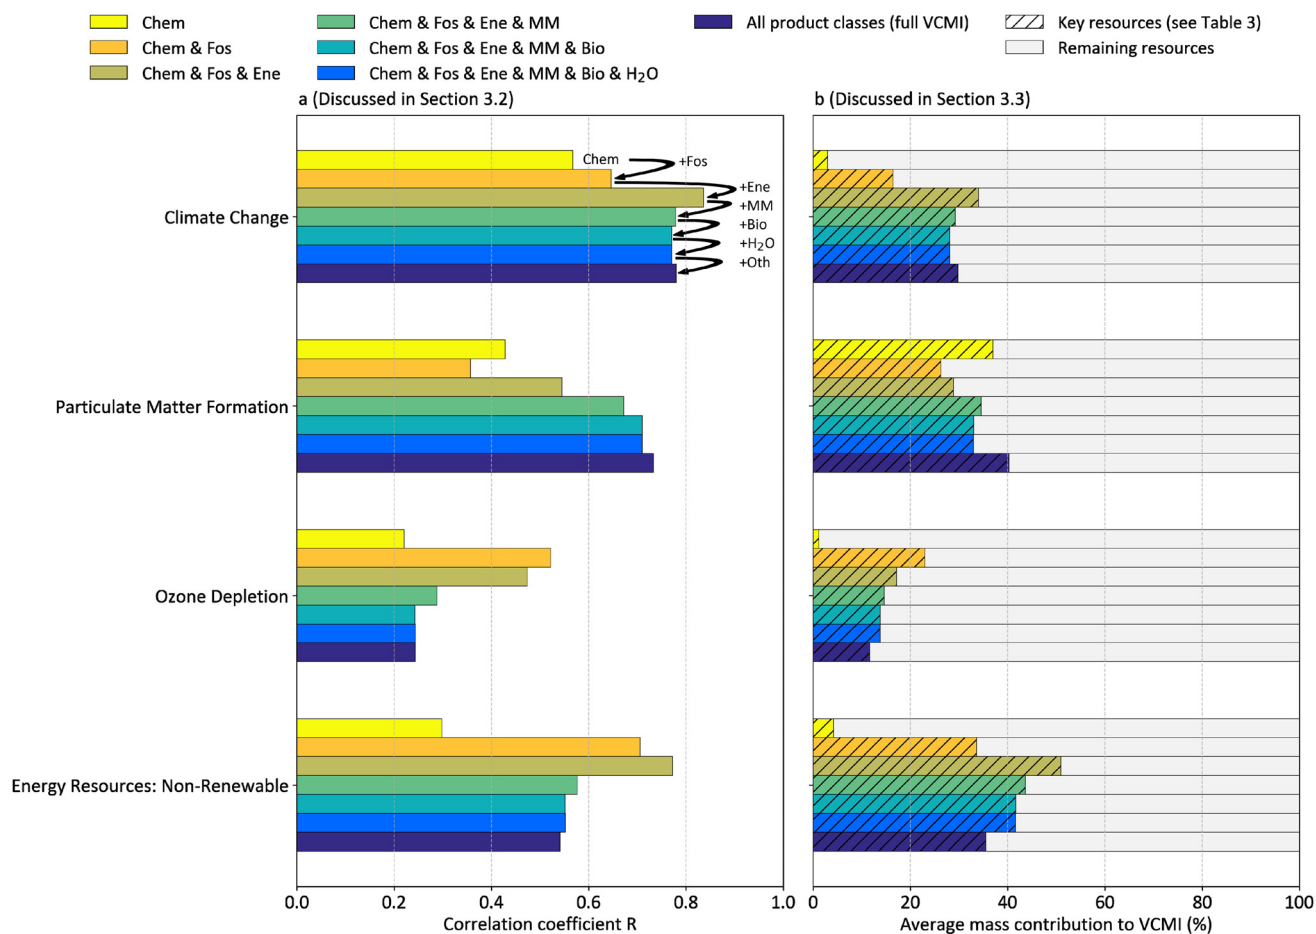 Chem
Chem & Fos
Chem & Fos & Ene
Chem & Fos & Ene & MM
Chem & Fos & Ene & MM & Bio
Chem & Fos & Ene & MM & Bio & H₂O
All product classes (full VCMI)
Key resources (see Table 3)
Remaining resources
a (Discussed in Section 3.2)
b (Discussed in Section 3.3)
Chem
+Fos
+Ene
+MM
+Bio
+H₂O
+Oth
Climate Change
Particulate Matter Formation
Ozone Depletion
Energy Resources: Non-Renewable
0.0 0.2 0.4 0.6 0.8 1.0
Correlation coefficient R
0 20 40 60 80 100
Average mass contribution to VCMI (%)